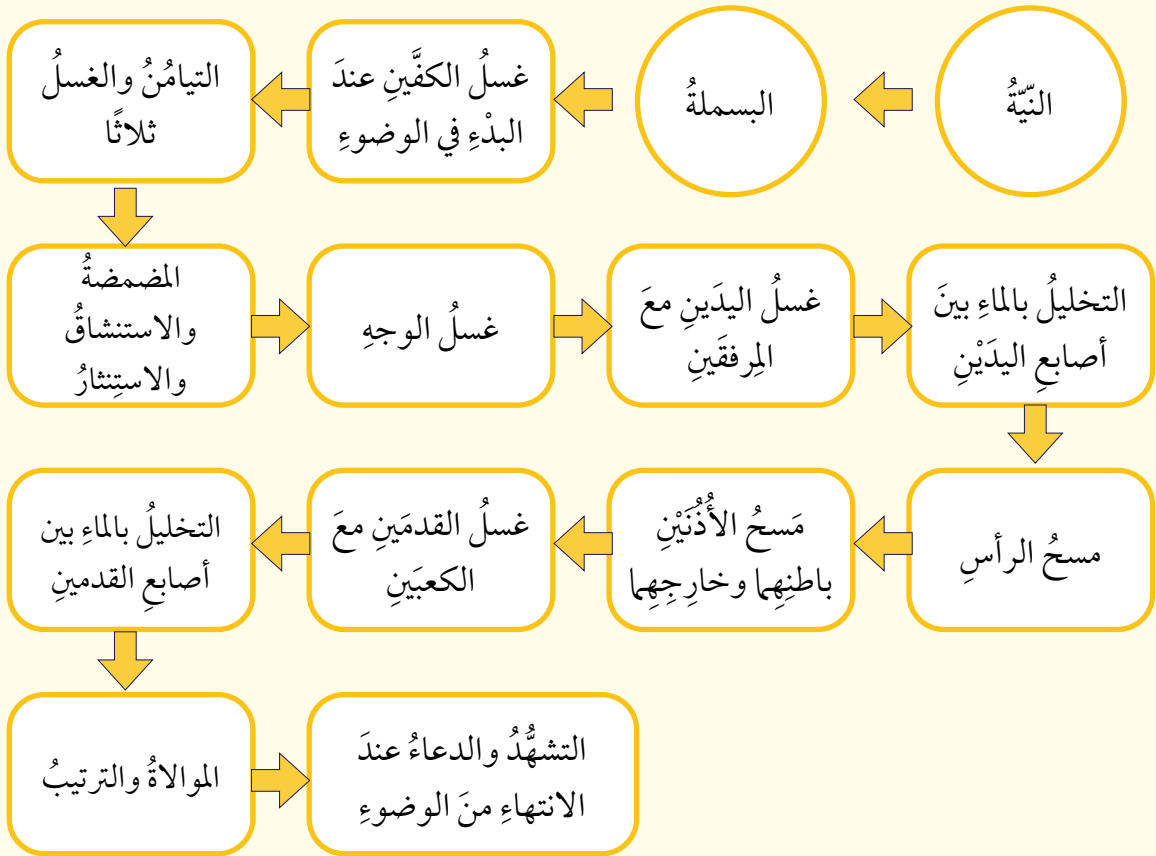 النّيّةُ
البسملةُ
غسلُ الكفَّينِ عندَ
البدْءِ في الوضوءِ
التيامُنُ والغسلُ
ثلاثًا
المضمضةُ
والاستنشاقُ
والاستِنثارُ
غسلُ الوجهِ
غسلُ اليدَينِ معَ
المِرفقَينِ
التخليلُ بالماءِ بينَ
أصابعِ اليدَيْنِ
مسحُ الرأسِ
مَسحُ الأُذُنَيْنِ
باطنِهِما وخارِجِهِما
غسلُ القدمَينِ معَ
الكعبَينِ
التخليلُ بالماءِ بين
أصابعِ القدمينِ
الموالاةُ والترتيبُ
التشهُّدُ والدعاءُ عندَ
الانتهاءِ منَ الوضوءِ